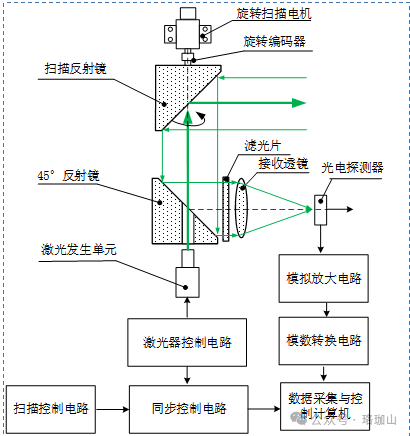 旋转扫描电机
旋转编码器
扫描反射镜
滤光片
接收透镜
光电探测器
45°反射镜
激光发生单元
模拟放大电路
激光器控制电路
模数转换电路
扫描控制电路
同步控制电路
数据采集与控
制计算机
公众号·珞珈山